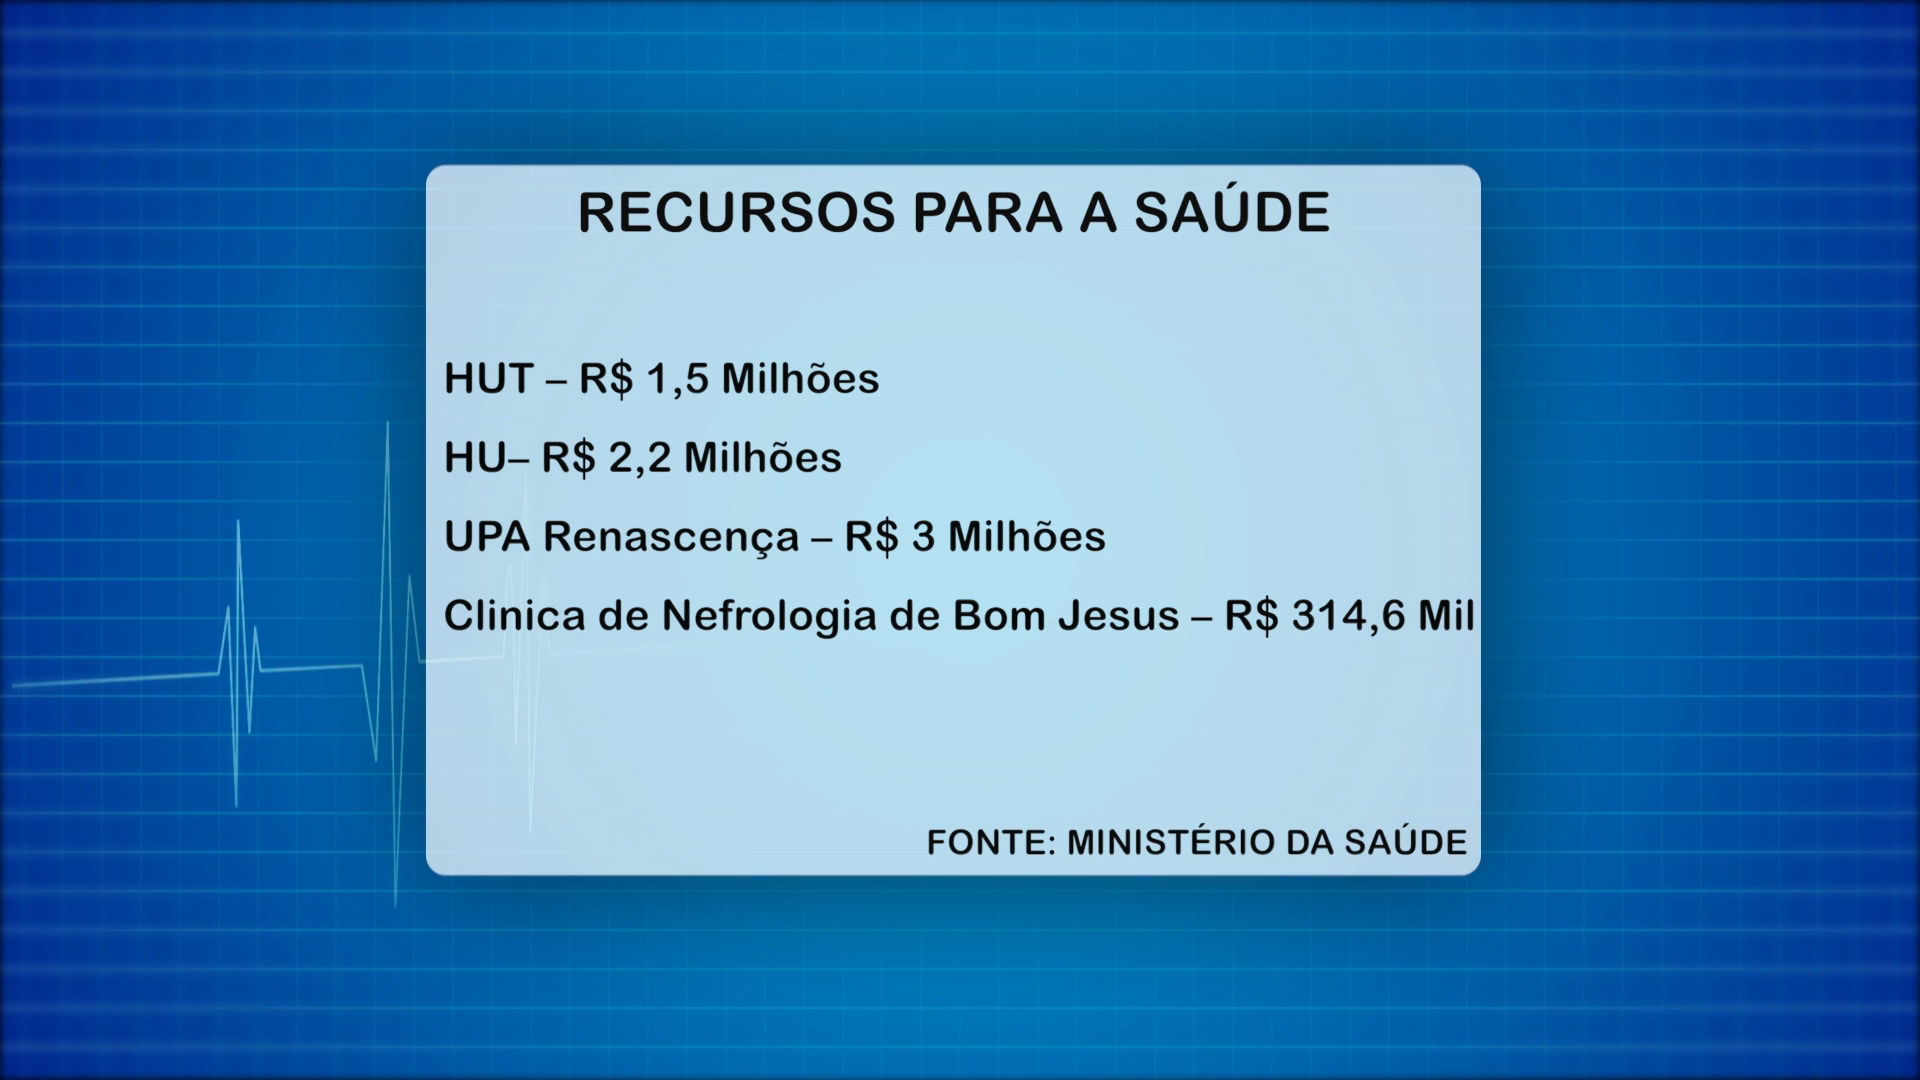 RECURSOS PARA A SAÚDE
HUT – R$ 1,5 Milhões
HU– R$ 2,2 Milhões
UPA Renascença – R$ 3 Milhões
Clinica de Nefrologia de Bom Jesus – R$ 314,6 Mil
FONTE: MINISTÉRIO DA SAÚDE